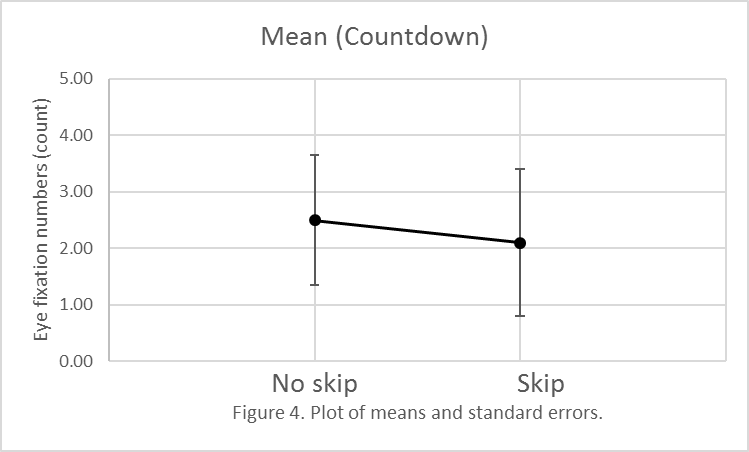 Mean (Countdown)
Eye fixation numbers (count)
5.00
4.00
3.00
2.00
1.00
0.00
No skip
Skip
Figure 4. Plot of means and standard errors.